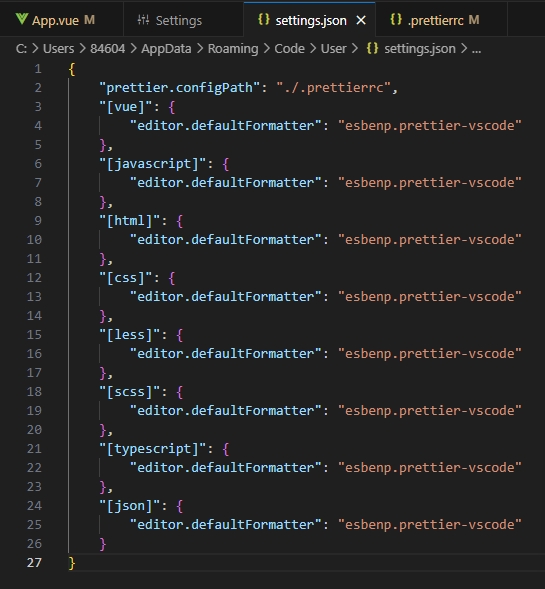 App.vue M Settings settings.json .prettierrc M
C: > Users > 84604 > AppData > Roaming > Code > User > settings.json > ...
1 {
2 "prettier.configPath": "./.prettierrc",
3 "[vue]": {
4 "editor.defaultFormatter": "esbenp.prettier-vscode"
5 },
6 "[javascript]": {
7 "editor.defaultFormatter": "esbenp.prettier-vscode"
8 },
9 "[html]": {
10 "editor.defaultFormatter": "esbenp.prettier-vscode"
11 },
12 "[css]": {
13 "editor.defaultFormatter": "esbenp.prettier-vscode"
14 },
15 "[less]": {
16 "editor.defaultFormatter": "esbenp.prettier-vscode"
17 },
18 "[scss]": {
19 "editor.defaultFormatter": "esbenp.prettier-vscode"
20 },
21 "[typescript]": {
22 "editor.defaultFormatter": "esbenp.prettier-vscode"
23 },
24 "[json]": {
25 "editor.defaultFormatter": "esbenp.prettier-vscode"
26 }
27 }